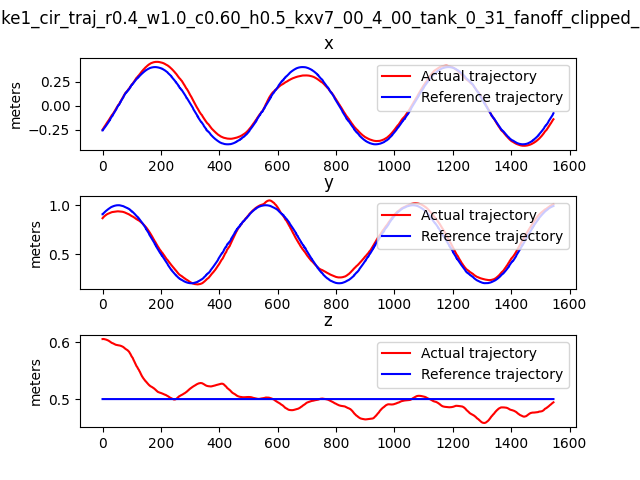 ke1_cir_traj_r0.4_w1.0_c0.60_h0.5_kxv7_00_4_00_tank_0_31_fanoff_clipped_
x
0.25
0.00
−0.25
meters
Actual trajectory
Reference trajectory
0 200 400 600 800 1000 1200 1400 1600
y
1.0
0.5
meters
Actual trajectory
Reference trajectory
0 200 400 600 800 1000 1200 1400 1600
z
0.6
0.5
meters
Actual trajectory
Reference trajectory
0 200 400 600 800 1000 1200 1400 1600